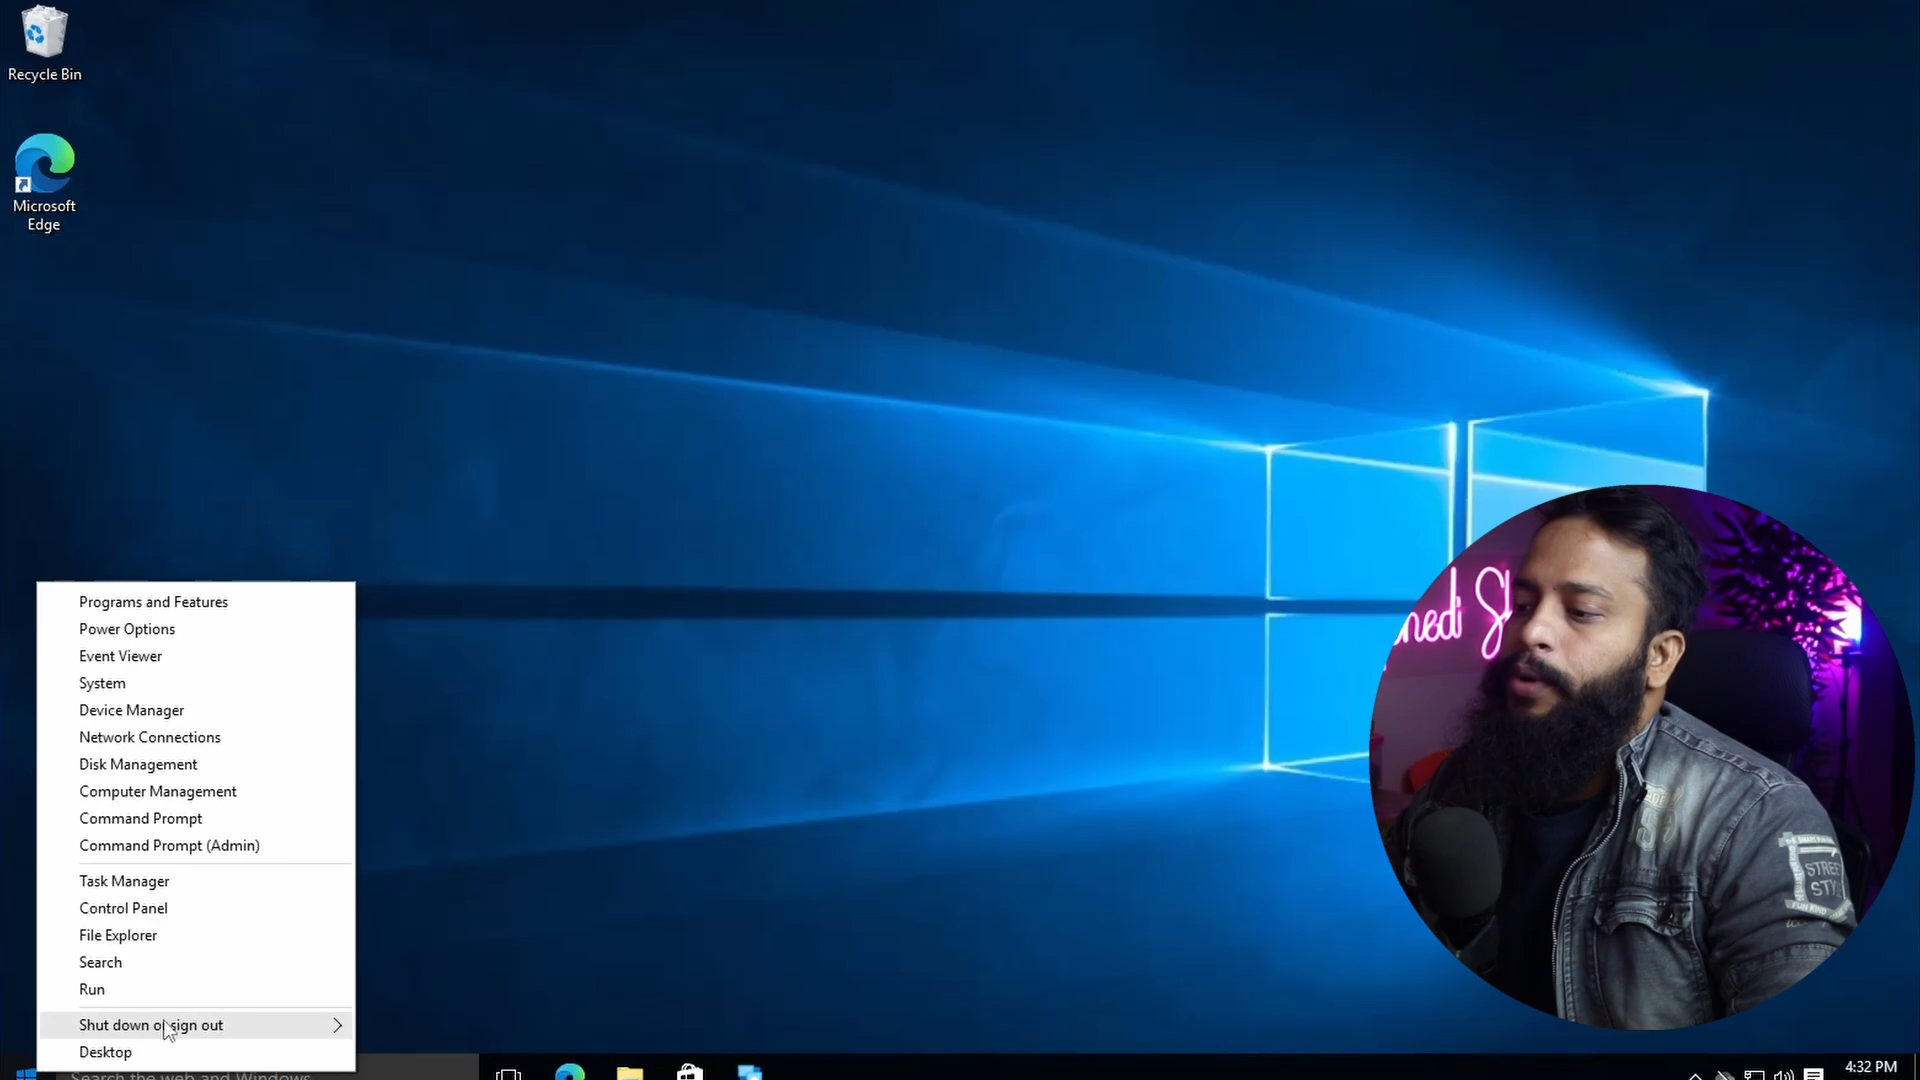 Recycle Bin
Microsoft
Edge
Programs and Features
Power Options
Event Viewer
System
Device Manager
Network Connections
Disk Management
Computer Management
Command Prompt
Command Prompt (Admin)
Task Manager
Control Panel
File Explorer
Search
Run
Shut down or sign out
Desktop
Search the web and Windows
4:32 PM
STREET